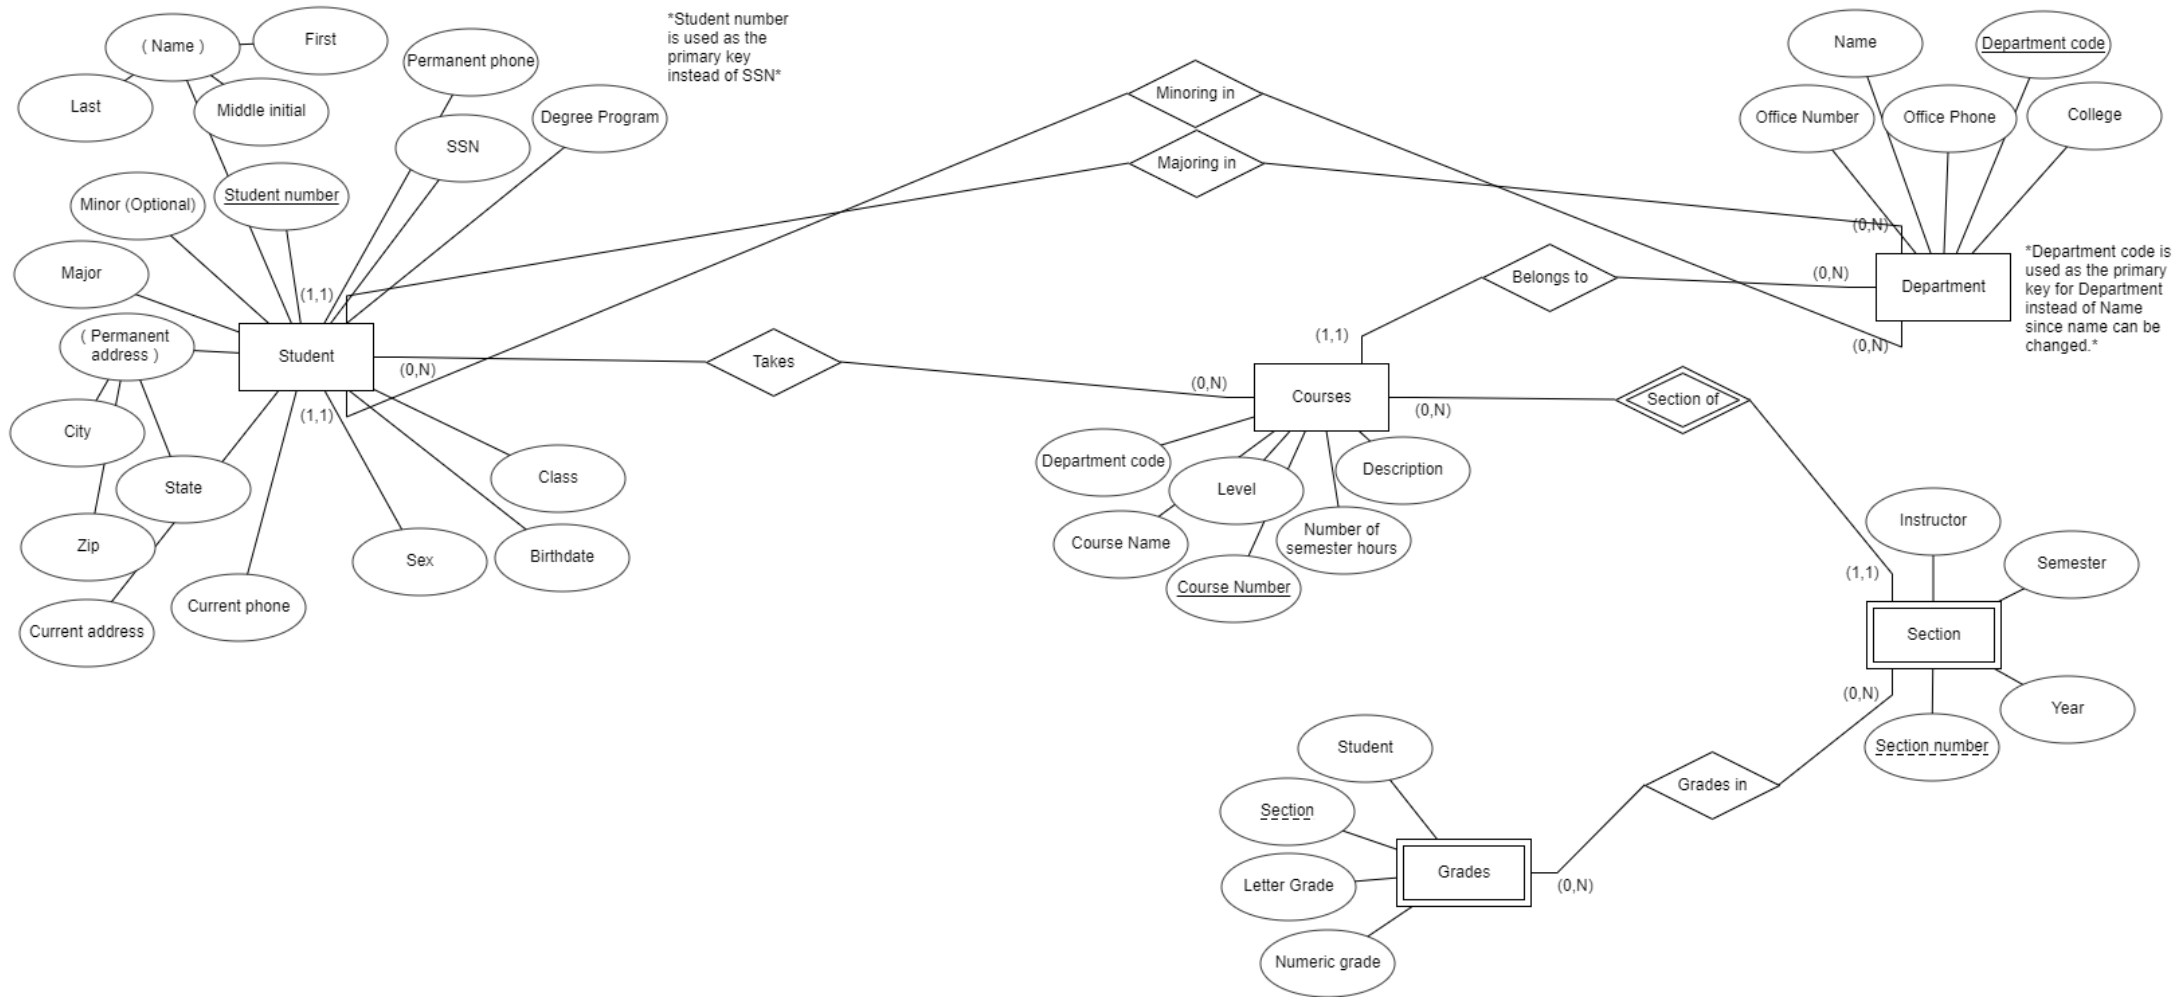 ( Name )
First
Last
Middle initial
Permanent phone
SSN
Degree Program
*Student number
is used as the
primary key
instead of SSN*
Minor (Optional)
Student number
Major
( Permanent
address )
City
State
Zip
Current address
Current phone
Sex
Birthdate
Class
Student
(1,1)
(0,N)
(1,1)
Minoring in
Majoring in
Takes
Belongs to
(1,1)
(0,N)
(0,N)
(0,N)
(0,N)
Name
Department code
Office Number
Office Phone
College
Department
*Department code is
used as the primary
key for Department
instead of Name
since name can be
changed.*
Courses
(0,N)
Section of
Department code
Level
Description
Course Name
Number of
semester hours
Course Number
(1,1)
Instructor
Semester
Section
Year
Section number
(0,N)
Grades in
(0,N)
Student
Section
Letter Grade
Numeric grade
Grades